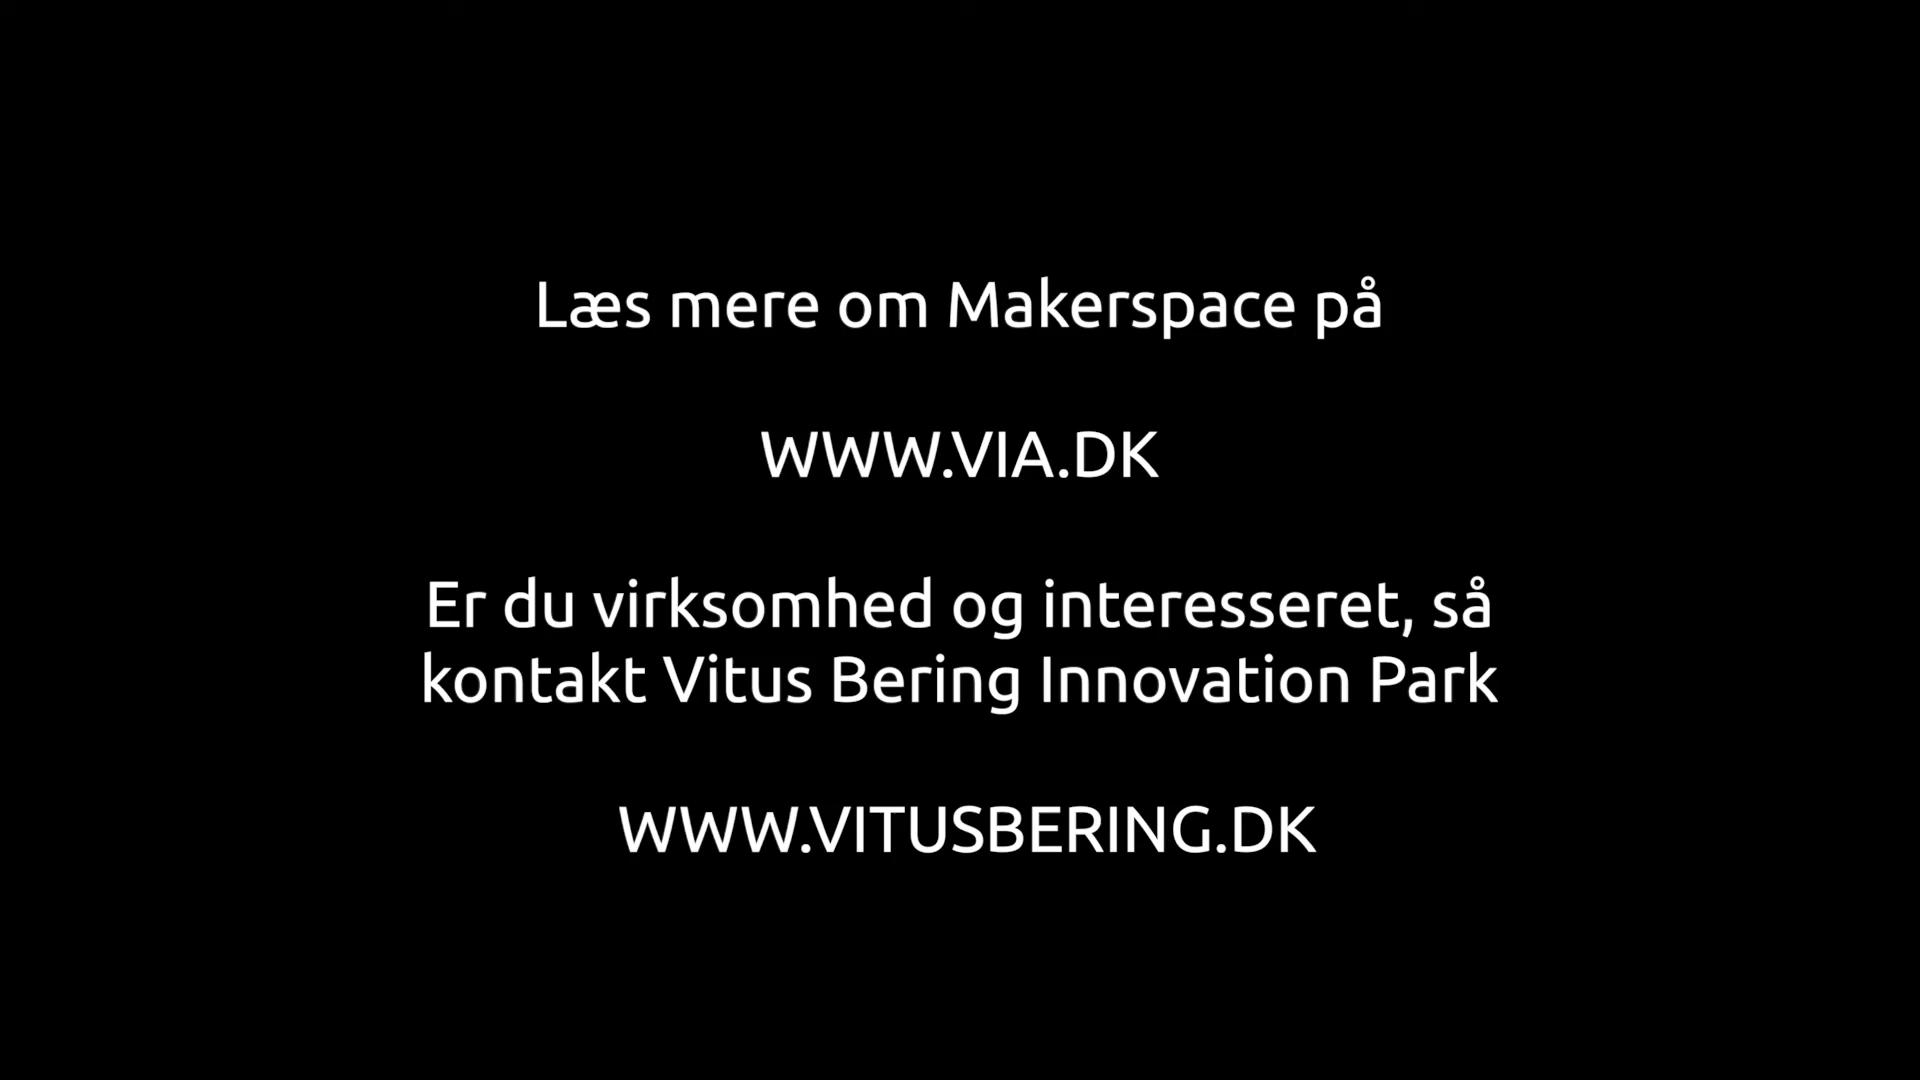 Læs mere om Makerspace på
WWW.VIA.DK
Er du virksomhed og interesseret, så
kontakt Vitus Bering Innovation Park
WWW.VITUSBERING.DK